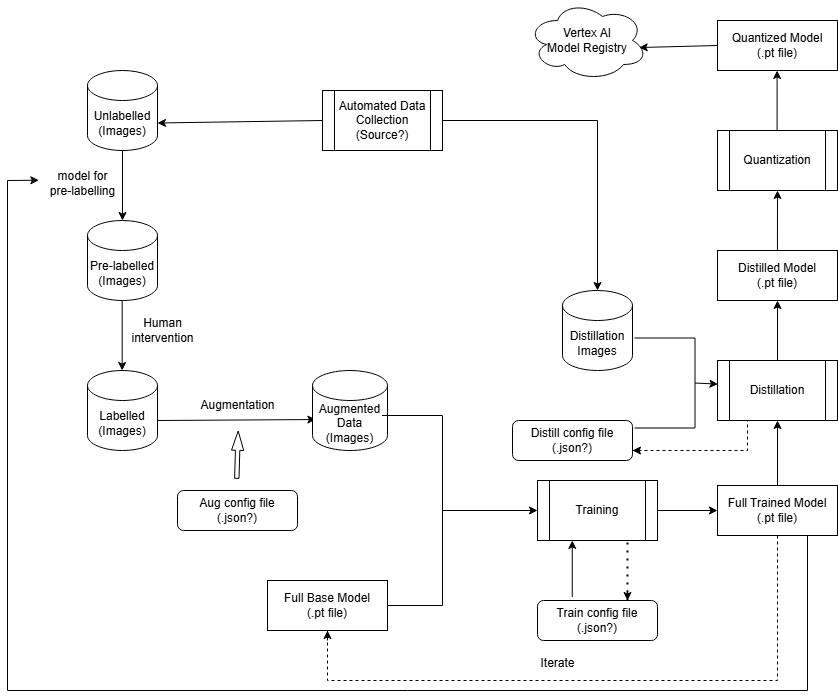 Vertex AI
Model Registry
Quantized Model
(.pt file)
Unlabelled
(Images)
Automated Data
Collection
(Source?)
Quantization
model for
pre-labelling
Pre-labelled
(Images)
Distilled Model
(.pt file)
Human
intervention
Distillation
Images
Distillation
Labelled
(Images)
Augmentation
Augmented
Data
(Images)
Distill config file
(.json?)
Aug config file
(.json?)
Training
Full Trained Model
(.pt file)
Full Base Model
(.pt file)
Train config file
(.json?)
Iterate